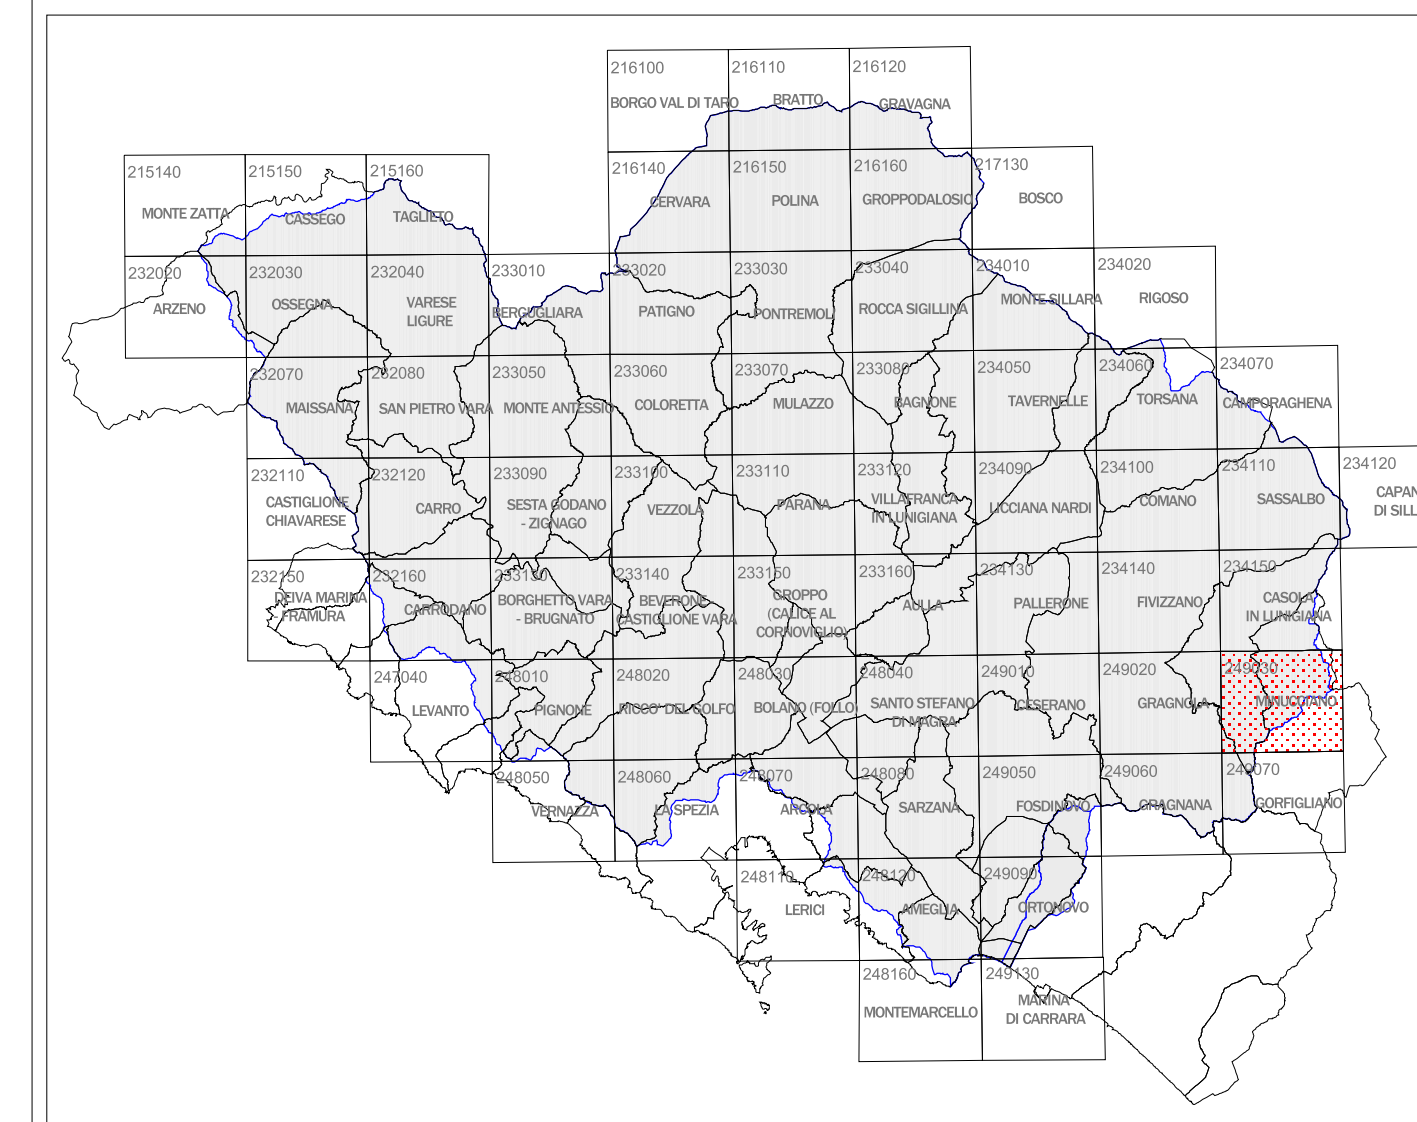 216100
BORGO VAL DI TARO
216110
BRATTO
216120
GRAVAGNA
215140
MONTE ZATTA
215150
CASSEGO
215160
TAGLIETO
216140
CERVARA
216150
POLINA
216160
GROPPODALOSIO
217130
BOSCO
232020
ARZENO
232030
OSSEGNA
232040
VARESE
LIGURE
233010
BERGUGLIARA
233020
PATIGNO
233030
PONTREMOLI
233040
ROCCA SIGILLINA
234010
MONTE SILLARA
234020
RIGOSO
232070
MAISSANA
232080
SAN PIETRO VARA
233050
MONTE ANTESSIO
233060
COLORETTA
233070
MULAZZO
233080
BAGNONE
234050
TAVERNELLE
234060
TORSANA
234070
CAMPORAGHENA
232110
CASTIGLIONE
CHIAVARESE
232120
CARRO
233090
SESTA GODANO
- ZIGNAGO
233100
VEZZOLA
233110
PARANA
233120
VILLAFRANCA
IN LUNIGIANA
234090
LICCIANA NARDI
234100
COMANO
234110
SASSALBO
234120
CAPAN
DI SILL
232150
DEIVA MARINA
- FRAMURA
232160
CARRODANO
233130
BORGHETTO VARA
- BRUGNATO
233140
BEVERONE
CASTIGLIONE VARA
233150
GROPPO
(CALICE AL
CORNOVIGLIO)
233160
AULLA
234130
PALLERONE
234140
FIVIZZANO
234150
CASOLA
IN LUNIGIANA
247040
LEVANTO
248010
PIGNONE
248020
RICCO' DEL GOLFO
248030
BOLANO (FOLLO)
248040
SANTO STEFANO
DI MAGRA
249010
CESERANO
249020
GRAGNOLA
249030
MINUCCIANO
248050
VERNAZZA
248060
LA SPEZIA
248070
ARCOLA
248080
SARZANA
249050
FOSDINOVO
249060
GRAGNANA
249070
GORFIGLIANO
248110
LERICI
248120
AMEGLIA
249090
ORTONOVO
248160
MONTEMARCELLO
249130
MARINA
DI CARRARA